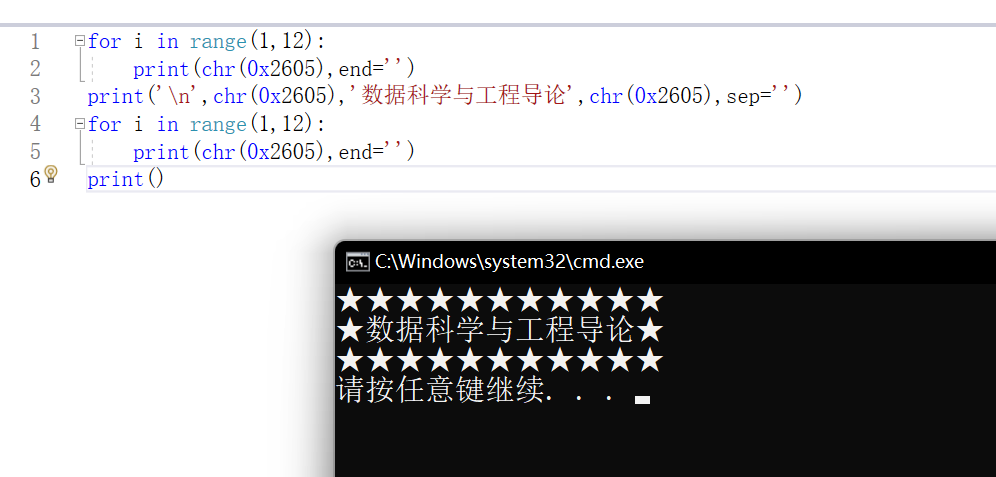 1 for i in range(1,12):
2     print(chr(0x2605),end='')
3 print('\n',chr(0x2605),'数据科学与工程导论',chr(0x2605),sep='')
4 for i in range(1,12):
5     print(chr(0x2605),end='')
6 print()
C:\Windows\system32\cmd.exe
★★★★★★★★★★★
★数据科学与工程导论★
★★★★★★★★★★★
请按任意键继续. . .